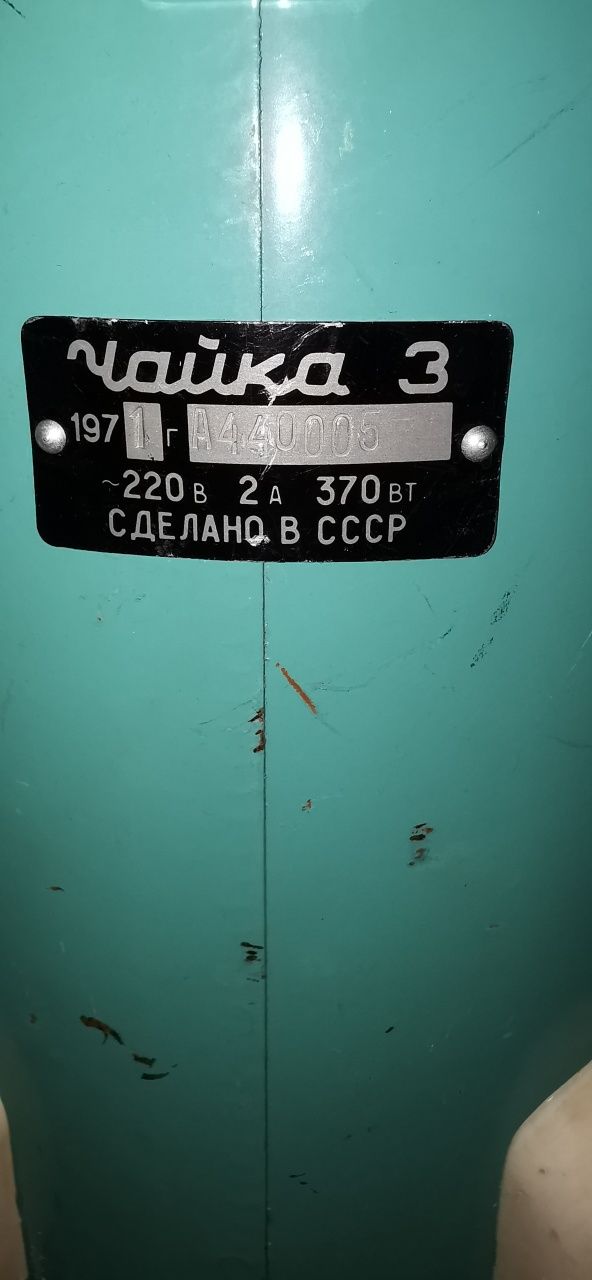 Чайка 3
1971 г А440005
~220 В 2 А 370 ВТ
СДЕЛАНО В СССР